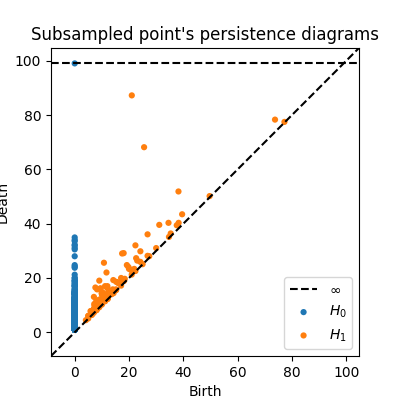 Subsampled point's persistence diagrams
100
80
60
40
20
0
Death
0 20 40 60 80 100
Birth
∞
H₀
H₁